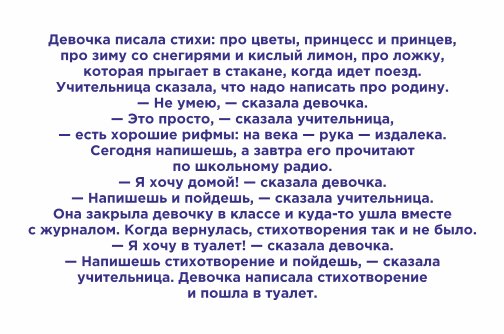 Девочка писала стихи: про цветы, принцесс и принцев,
про зиму со снегирями и кислый лимон, про ложку,
которая прыгает в стакане, когда идет поезд.
Учительница сказала, что надо написать про родину.
— Не умею, — сказала девочка.
— Это просто, — сказала учительница,
— есть хорошие рифмы: на века — рука — издалека.
Сегодня напишешь, а завтра его прочитают
по школьному радио.
— Я хочу домой! — сказала девочка.
— Напишешь и пойдешь, — сказала учительница.
Она закрыла девочку в классе и куда-то ушла вместе
с журналом. Когда вернулась, стихотворения так и не было.
— Я хочу в туалет! — сказала девочка.
— Напишешь стихотворение и пойдешь, — сказала
учительница. Девочка написала стихотворение
и пошла в туалет.